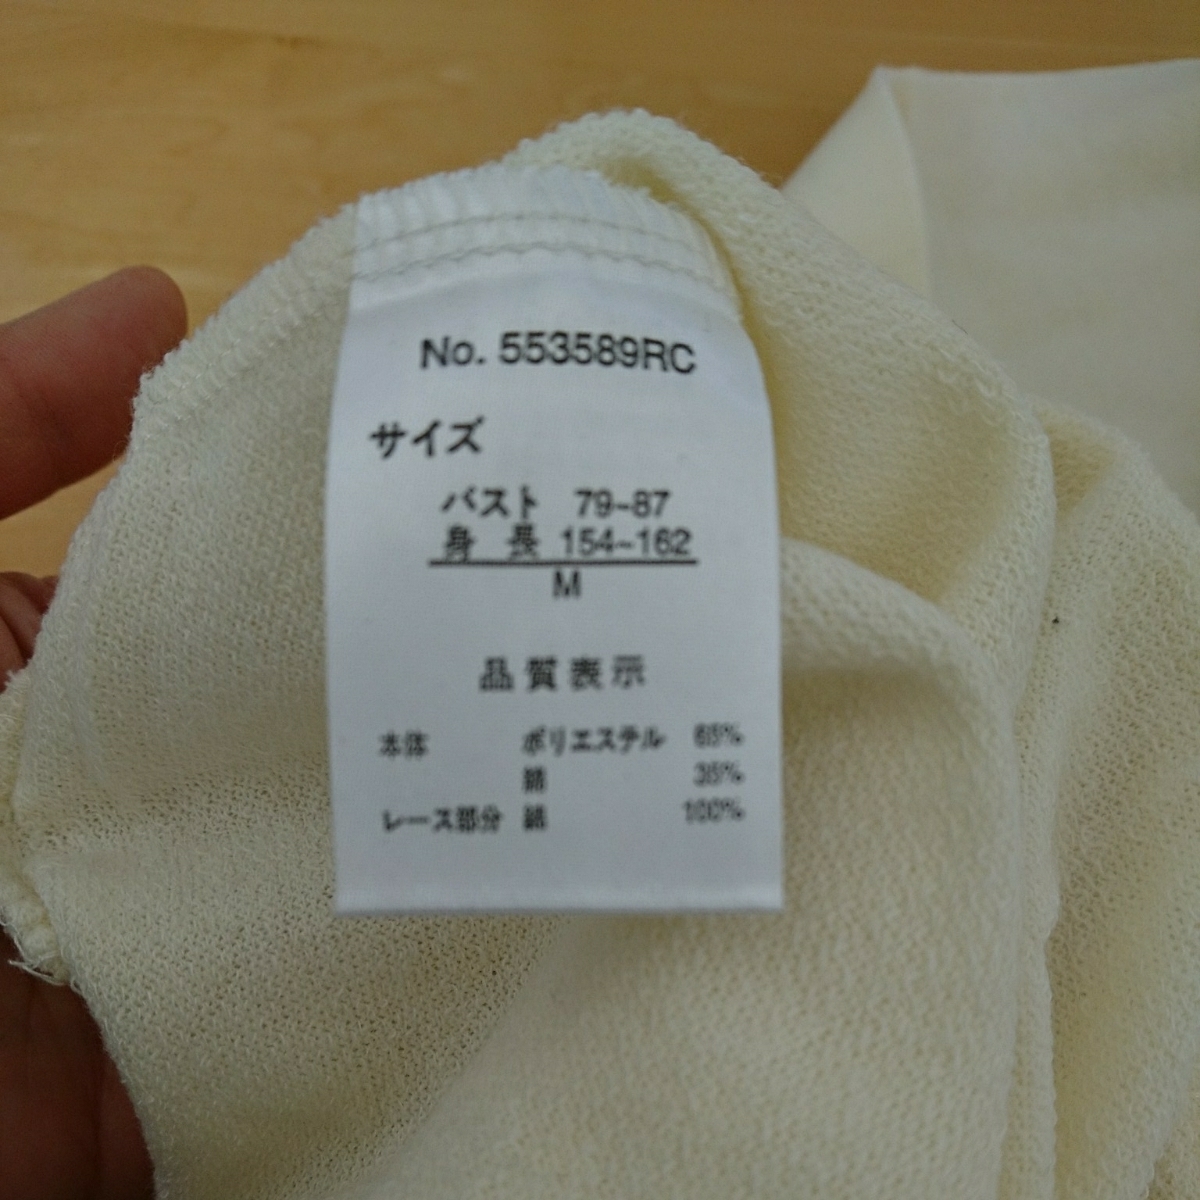 No. 553589RC
サイズ
バスト 79~87
身長 154~162
M
品質表示
本体 ポリエステル 65%
綿 35%
レース部分 綿 100%